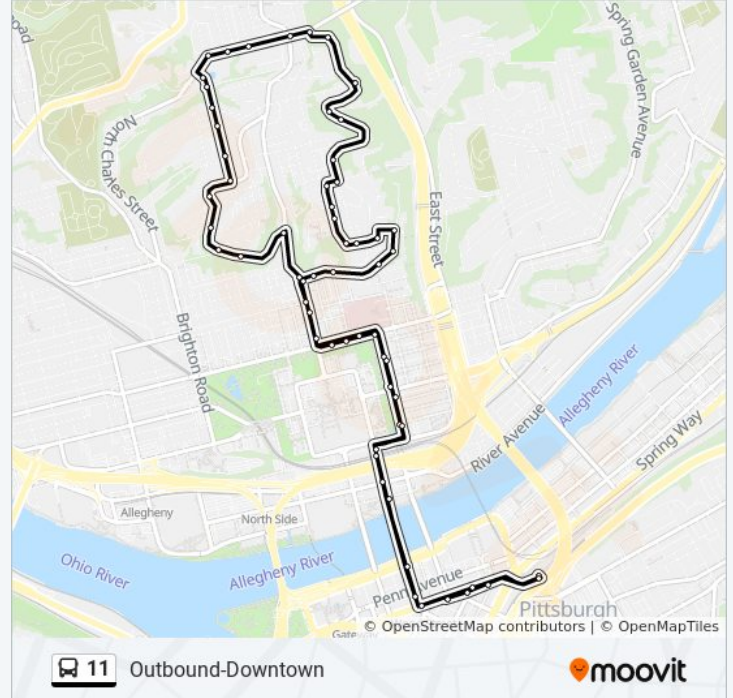 oad
North Charles Street
Spring Garden Avenue
East Street
Brighton Road
Allegheny River
River Avenue
Spring Way
Allegheny
North Side
Ohio River
Allegheny River
Penn Avenue
Pittsburgh
Gatew
© OpenStreetMap contributors | © OpenMapTiles
11 Outbound-Downtown
moovit